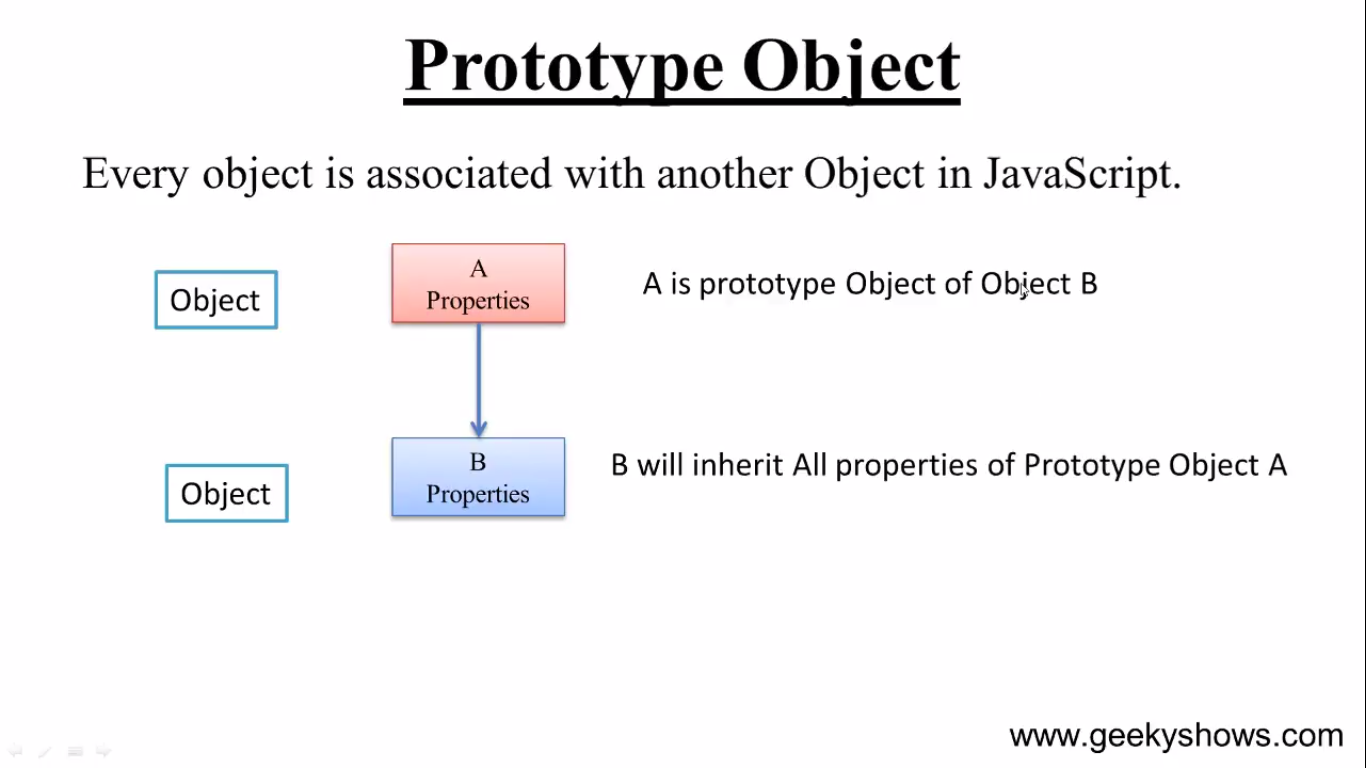 Prototype Object
Every object is associated with another Object in JavaScript.
Object
A
Properties
A is prototype Object of Object B
Object
B
Properties
B will inherit All properties of Prototype Object A
www.geekyshows.com